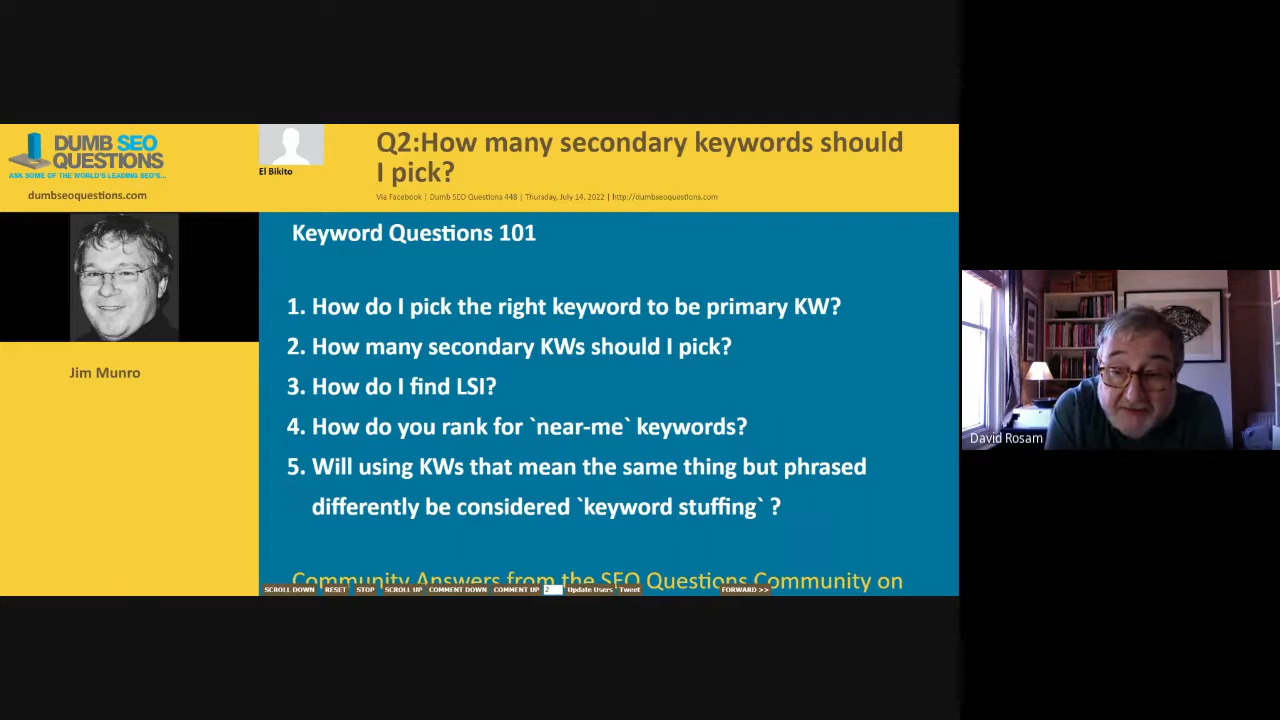 DUMB SEO
QUESTIONS
ASK SOME OF THE WORLD'S LEADING SEO'S...
dumbseoquestions.com
El Bikito
Q2:How many secondary keywords should
I pick?
Via Facebook | Dumb SEO Questions 448 | Thursday, July 14, 2022 | http://dumbseoquestions.com
Jim Munro
Keyword Questions 101
1. How do I pick the right keyword to be primary KW?
2. How many secondary KWs should I pick?
3. How do I find LSI?
4. How do you rank for `near-me` keywords?
5. Will using KWs that mean the same thing but phrased
differently be considered `keyword stuffing` ?
Community Answers from the SEO Questions Community on
SCROLL DOWN RESET STOP SCROLL UP COMMENT DOWN COMMENT UP 2 Update Users Tweet FORWARD >>
David Rosam